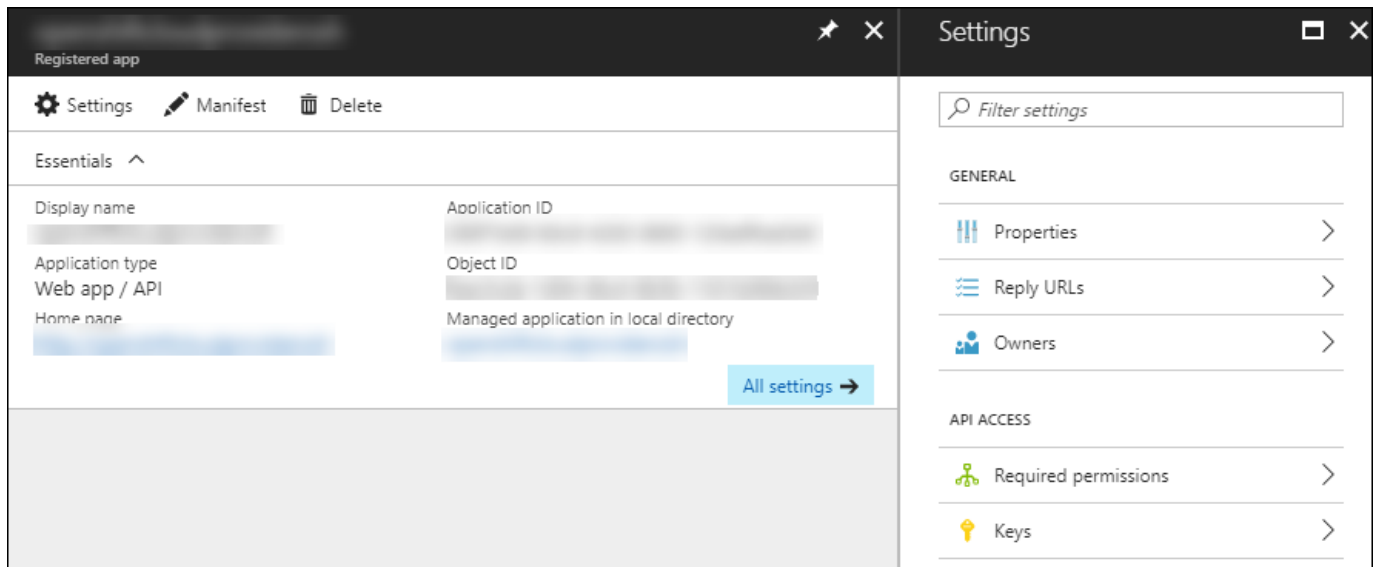 Registered app
Settings Manifest Delete
Essentials
Display name
Application ID
Application type
Web app / API
Object ID
Home page
Managed application in local directory
All settings
Settings
Filter settings
GENERAL
Properties
Reply URLs
Owners
API ACCESS
Required permissions
Keys